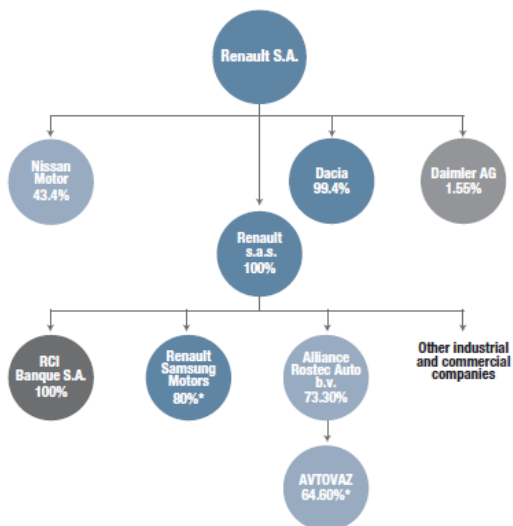 Renault S.A.
Nissan
Motor
43.4%
Dacia
99.4%
Daimler AG
1.55%
Renault
s.a.s.
100%
RCI
Banque S.A.
100%
Renault
Samsung
Motors
80%*
Alliance
Rostec Auto
b.v.
73.30%
Other industrial
and commercial
companies
AVTOVAZ
64.60%*